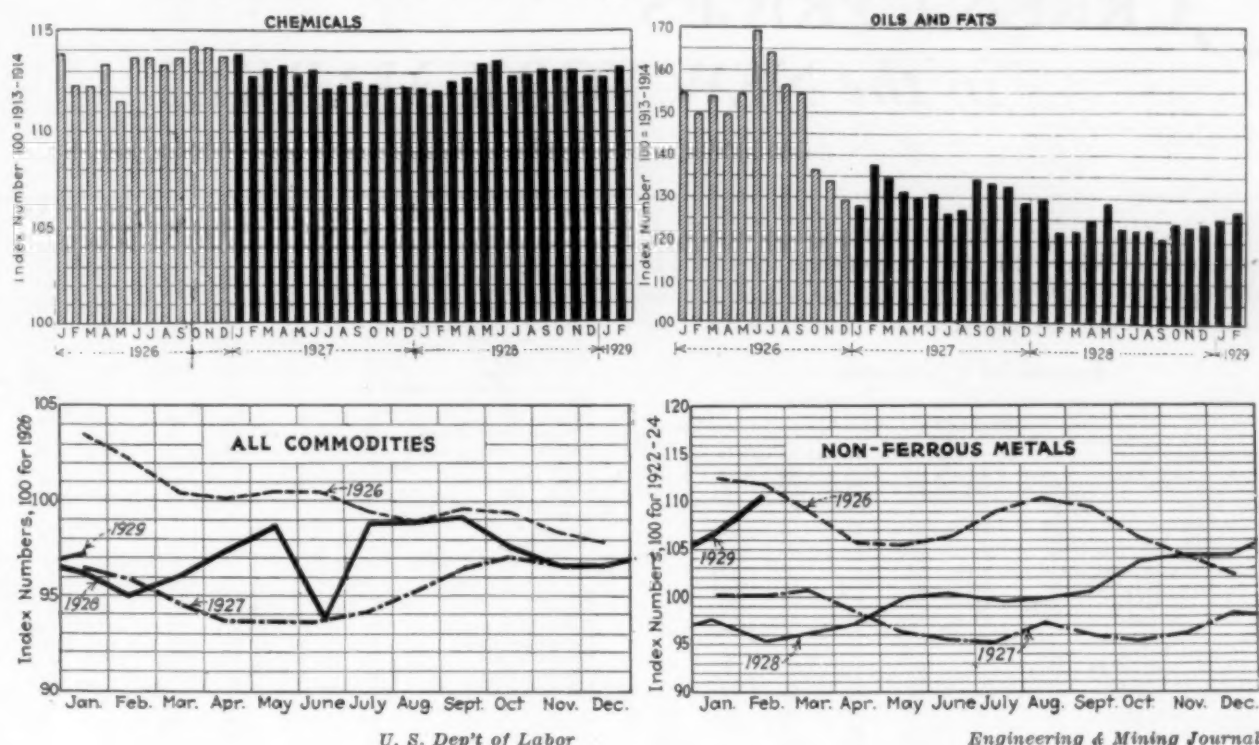 CHEMICALS
115
110
105
100
Index Number 100 = 1913-1914
J F M A M J J A S O N D J F M A M J J A S O N D J F M A M J J A S O N D J F
1926 1927 1928 1929
OILS AND FATS
170
160
150
140
130
120
110
100
Index Number 100 = 1913-1914
J F M A M J J A S O N D J F M A M J J A S O N D J F M A M J J A S O N D J F
1926 1927 1928 1929
ALL COMMODITIES
105
100
95
90
Index Numbers, 100 for 1926
1926
1929
1928
1927
Jan. Feb. Mar. Apr. May June July Aug. Sept. Oct Nov. Dec.
U. S. Dep't of Labor
NON-FERROUS METALS
120
115
110
105
100
95
90
Index Numbers, 100 for 1922-24
1926
1929
1928
1927
Jan. Feb. Mar. Apr. May June July Aug. Sept. Oct. Nov. Dec.
Engineering & Mining Journal